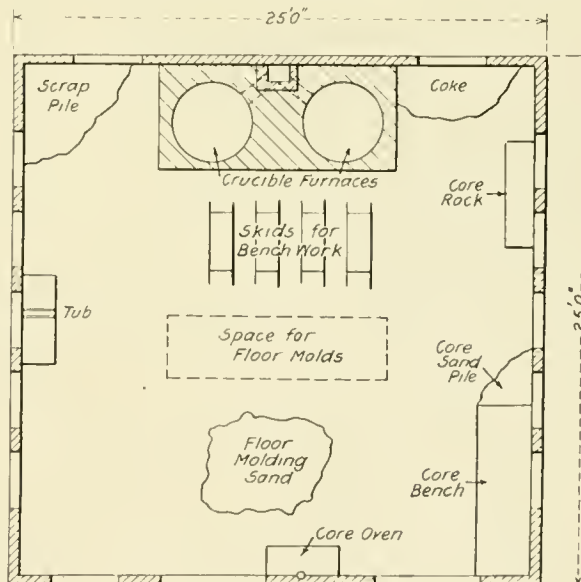 25'0"
Scrap
Pile
Coke
Crucible Furnaces
Core
Rack
Skids for
Bench Work
Tub
Space for
Floor Molds
25'0"
Core
Sand
Pile
Floor
Molding
Sand
Core
Bench
Core Oven